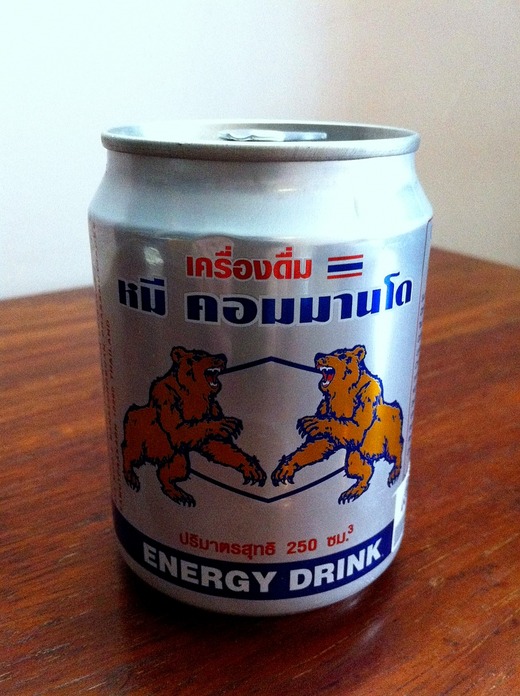 เครื่องดื่ม
หมี คอมมานโด
ปริมาตรสุทธิ 250 ซม.³
ENERGY DRINK